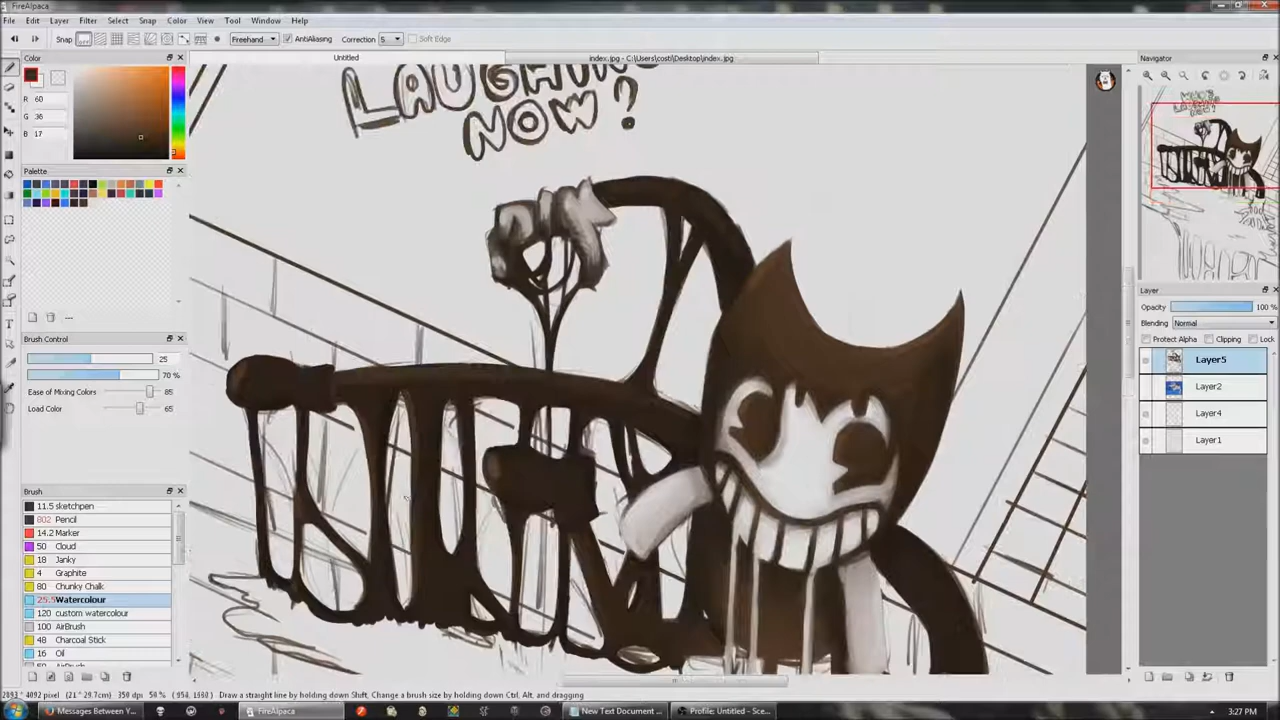 FireAlpaca
File Edit Layer Filter Select Snap Color View Tool Window Help
Snap Freehand AntiAliasing Correction 5 Soft Edge
Untitled index.jpg - C:\Users\costi\Desktop\index.jpg
Color
R 60
G 36
B 17
Palette
Brush Control
25
70 %
Ease of Mixing Colors 85
Load Color 65
Brush
11.5 sketchpen
802 Pencil
14.2 Marker
50 Cloud
18 Janky
4 Graphite
80 Chunky Chalk
25.5 Watercolour
120 custom watercolour
100 AirBrush
48 Charcoal Stick
16 Oil
LAUGHING
NOW?
Navigator
Layer
Opacity 100 %
Blending Normal
Protect Alpha Clipping Lock
Layer5
Layer2
Layer4
Layer1
Draw a straight line by holding down Shift, Change a brush size by holding down Ctrl, Alt, and dragging
Messages Between Y... FireAlpaca New Text Document ... Profile: Untitled - Sce... 3:27 PM